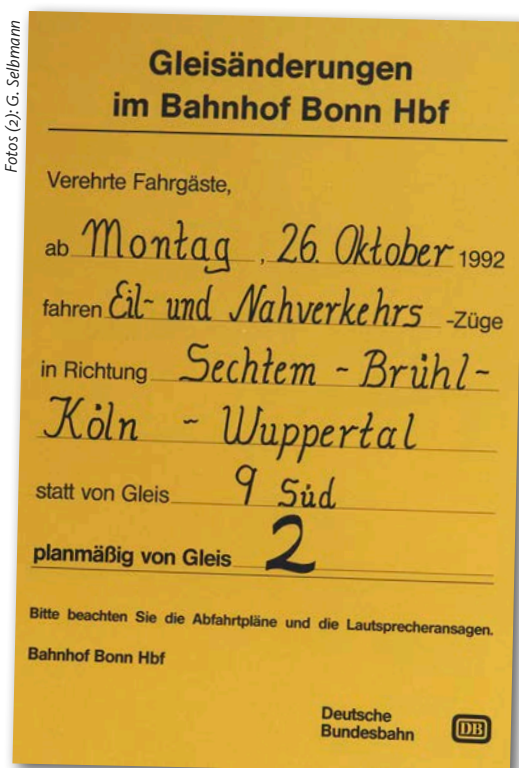 Fotos (2): G. Selbmann
Gleisänderungen
im Bahnhof Bonn Hbf
Verehrte Fahrgäste,
ab Montag, 26. Oktober 1992
fahren Eil- und Nahverkehrs -Züge
in Richtung Sechtem - Brühl-
Köln - Wuppertal
statt von Gleis 9 Süd
planmäßig von Gleis 2
Bitte beachten Sie die Abfahrtpläne und die Lautsprecheransagen.
Bahnhof Bonn Hbf
Deutsche
Bundesbahn DB